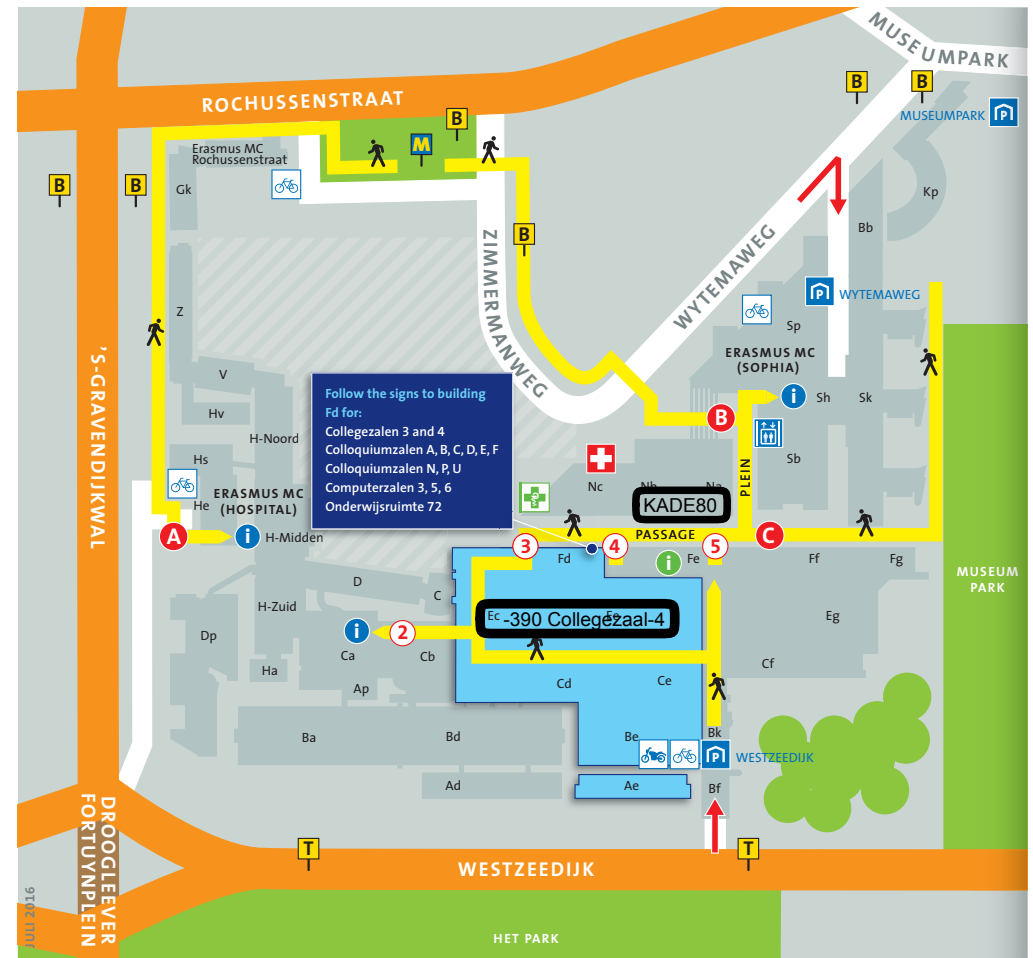 MUSEUMPARK
ROCHUSSENSTRAAT
B
B
B
MUSEUMPARK
P
Erasmus MC
Rochussenstraat
M
B
B
Gk
Kp
Bb
B
ZIMMERMANWEG
WYTEMAWEG
P
WYTEMAWEG
Z
Sp
'S-GRAVENDIJKWAL
ERASMUS MC
(SOPHIA)
V
Hv
H-Noord
Follow the signs to building
Fd for:
Collegezalen 3 and 4
Colloquiumzalen A, B, C, D, E, F
Colloquiumzalen N, P, U
Computerzalen 3, 5, 6
Onderwijsruimte 72
B
i
Sh
Sk
Hs
Sb
PLEIN
Nc
Nb
Na
He
ERASMUS MC
(HOSPITAL)
KADE80
A
i
H-Midden
PASSAGE
C
3
Fd
4
i
Fe
5
Ff
Fg
MUSEUM
PARK
D
C
H-Zuid
Ec
-390 Collegezaal-4
Eg
Dp
i
2
Ca
Cb
Cf
Ha
Ap
Cd
Ce
Ba
Bd
Be
Bk
P
WESTZEEDIJK
Ad
Ae
Bf
DROOGLEEVER
FORTUYNPLEIN
T
T
WESTZEEDIJK
JULI 2016
HET PARK